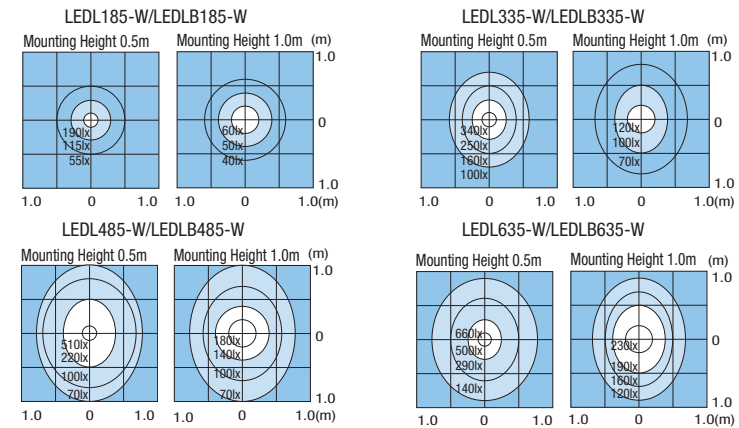 LEDL185-W/LEDLB185-W
Mounting Height 0.5m
Mounting Height 1.0m (m)
1.0
190lx
115lx
55lx
60lx
50lx
40lx
0
1.0
1.0 0 1.0
1.0 0 1.0(m)
LEDL335-W/LEDLB335-W
Mounting Height 0.5m
Mounting Height 1.0m (m)
1.0
340lx
250lx
160lx
100lx
120lx
100lx
70lx
0
1.0
1.0 0 1.0
1.0 0 1.0(m)
LEDL485-W/LEDLB485-W
Mounting Height 0.5m
Mounting Height 1.0m (m)
1.0
510lx
220lx
100lx
70lx
180lx
140lx
100lx
70lx
0
1.0
1.0 0 1.0
1.0 0 1.0(m)
LEDL635-W/LEDLB635-W
Mounting Height 0.5m
Mounting Height 1.0m (m)
1.0
660lx
500lx
290lx
140lx
230lx
190lx
160lx
120lx
0
1.0
1.0 0 1.0
1.0 0 1.0(m)